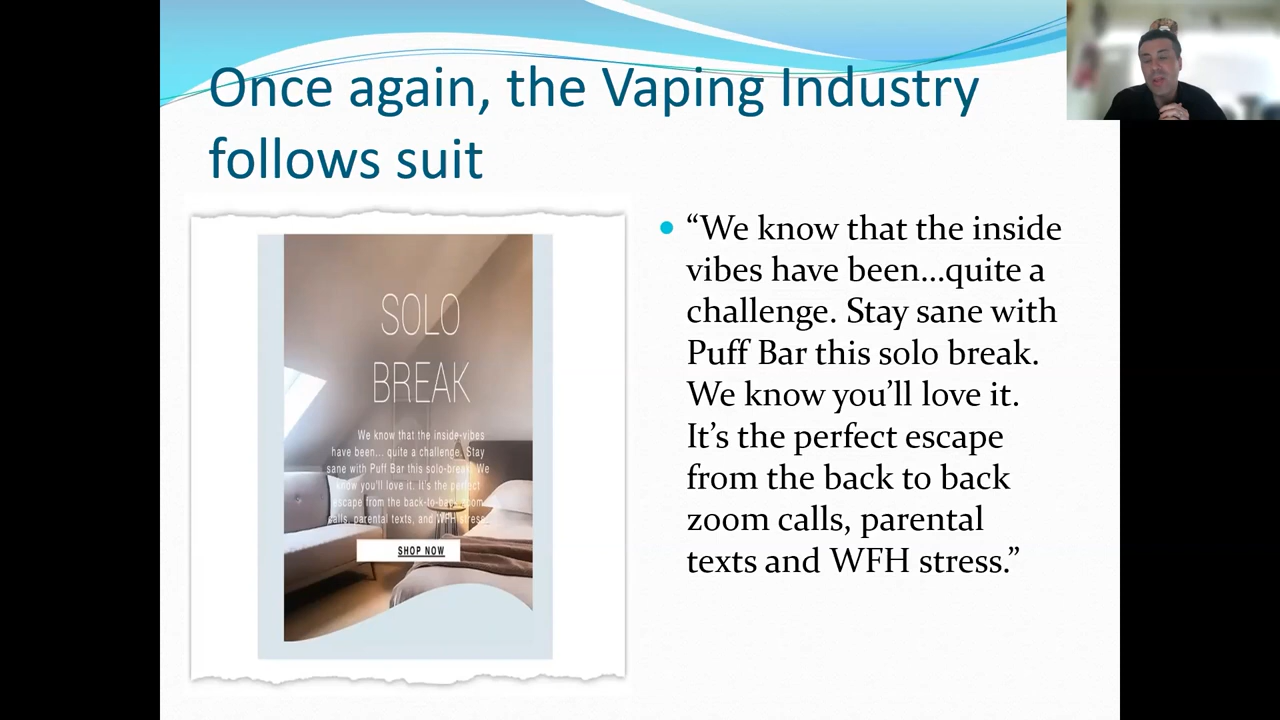 Once again, the Vaping Industry
follows suit
SOLO
BREAK
We know that the inside-vibes
have been... quite a challenge. Stay
sane with Puff Bar this solo-break. We
know you'll love it. It's the perfect
escape from the back-to-back zoom
calls, parental texts, and WFH stress.
SHOP NOW
“We know that the inside
vibes have been...quite a
challenge. Stay sane with
Puff Bar this solo break.
We know you’ll love it.
It’s the perfect escape
from the back to back
zoom calls, parental
texts and WFH stress.”